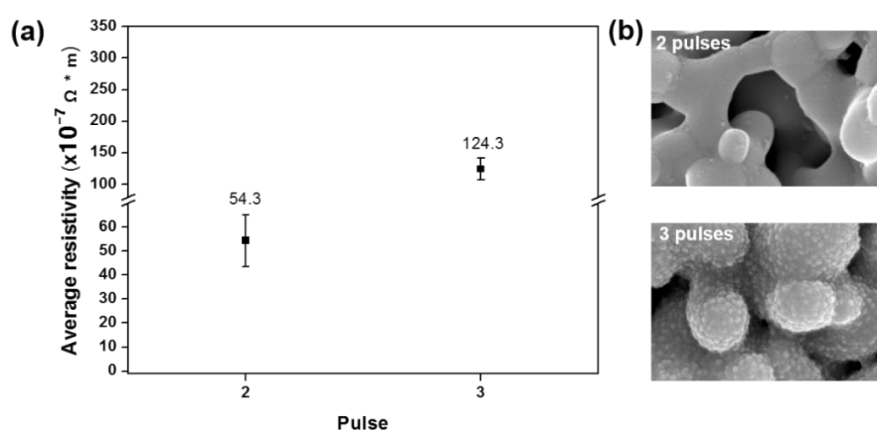 (a)
Average resistivity (x10⁻⁷ Ω * m)
350
300
250
200
150
100
60
50
40
30
20
10
0
54.3
124.3
2
3
Pulse
(b)
2 pulses
3 pulses